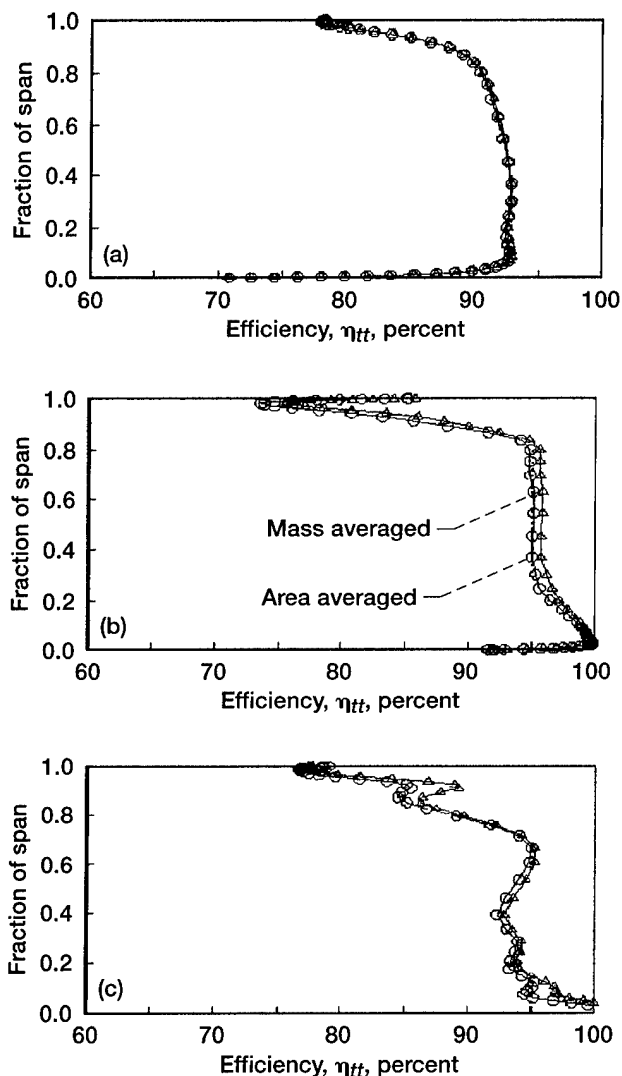 1.0
0.8
0.6
0.4
0.2
0.0
Fraction of span
(a)
60 70 80 90 100
Efficiency, ηtt, percent
1.0
0.8
0.6
0.4
0.2
0.0
Fraction of span
Mass averaged
Area averaged
(b)
60 70 80 90 100
Efficiency, ηtt, percent
1.0
0.8
0.6
0.4
0.2
0.0
Fraction of span
(c)
60 70 80 90 100
Efficiency, ηtt, percent